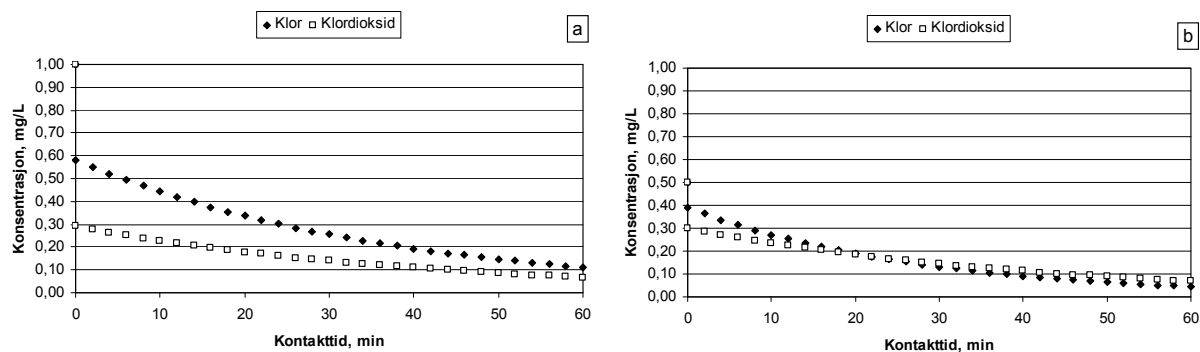 Klor Klordioksid
a
Konsentrasjon, mg/L
1,00
0,90
0,80
0,70
0,60
0,50
0,40
0,30
0,20
0,10
0,00
0 10 20 30 40 50 60
Kontakttid, min
Klor Klordioksid
b
Konsentrasjon, mg/L
1,00
0,90
0,80
0,70
0,60
0,50
0,40
0,30
0,20
0,10
0,00
0 10 20 30 40 50 60
Kontakttid, min